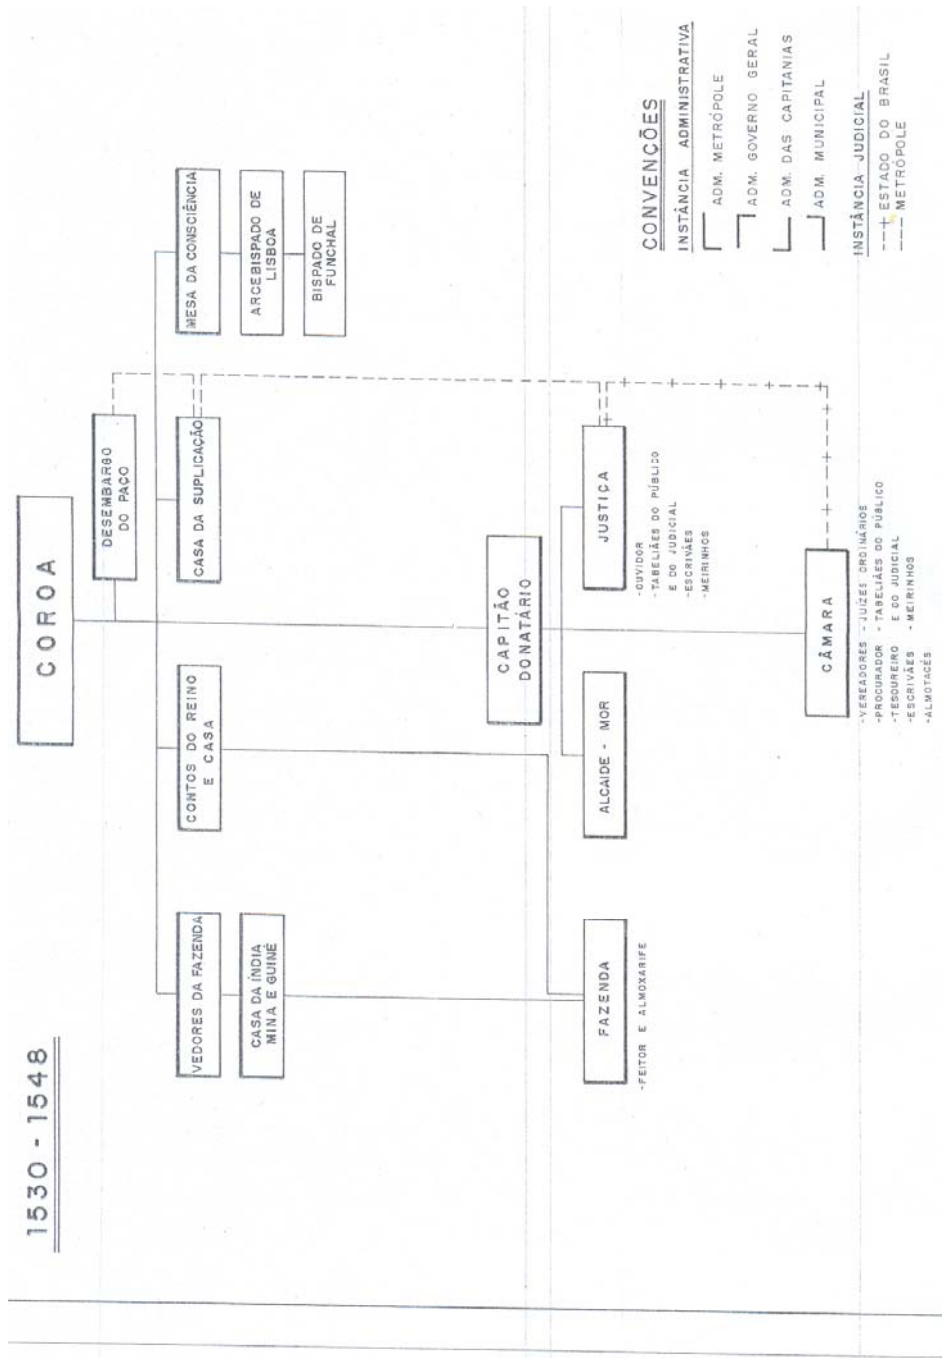 1530 - 1548
COROA
DESEMBARGO
DO PAÇO
VEDORES DA FAZENDA
CONTOS DO REINO
E CASA
CASA DA SUPLICAÇÃO
MESA DA CONSCIÊNCIA
CASA DA ÍNDIA
MINA E GUINÉ
ARCEBISPADO DE
LISBOA
BISPADO DE
FUNCHAL
CAPITÃO
DONATÁRIO
FAZENDA
-FEITOR E ALMOXARIFE
ALCAIDE - MOR
JUSTIÇA
-OUVIDOR
-TABELIÃES DO PÚBLICO
E DO JUDICIAL
-ESCRIVÃES
-MEIRINHOS
CÂMARA
-VEREADORES -JUÍZES ORDINÁRIOS
-PROCURADOR -TABELIÃES DO PÚBLICO
-TESOUREIRO E DO JUDICIAL
-ESCRIVÃES -MEIRINHOS
-ALMOTACÉS
CONVENÇÕES
INSTÂNCIA ADMINISTRATIVA
ADM. METRÓPOLE
ADM. GOVERNO GERAL
ADM. DAS CAPITANIAS
ADM. MUNICIPAL
INSTÂNCIA JUDICIAL
--+ ESTADO DO BRASIL
--- METRÓPOLE